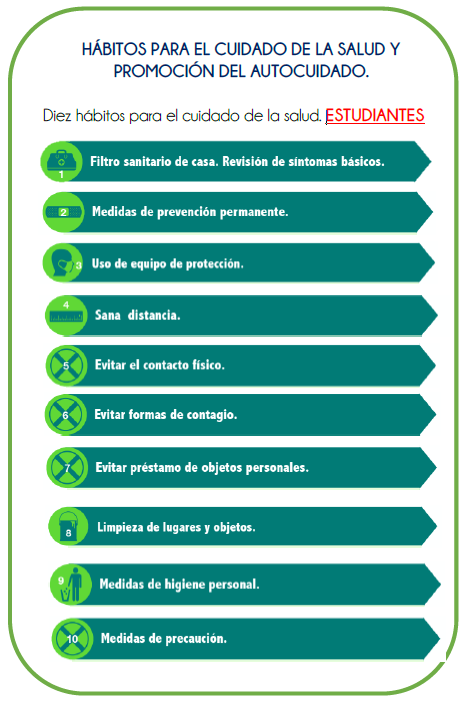 HÁBITOS PARA EL CUIDADO DE LA SALUD Y
PROMOCIÓN DEL AUTOCUIDADO.
Diez hábitos para el cuidado de la salud. ESTUDIANTES
1 Filtro sanitario de casa. Revisión de síntomas básicos.
2 Medidas de prevención permanente.
3 Uso de equipo de protección.
4 Sana distancia.
5 Evitar el contacto físico.
6 Evitar formas de contagio.
7 Evitar préstamo de objetos personales.
8 Limpieza de lugares y objetos.
9 Medidas de higiene personal.
10 Medidas de precaución.